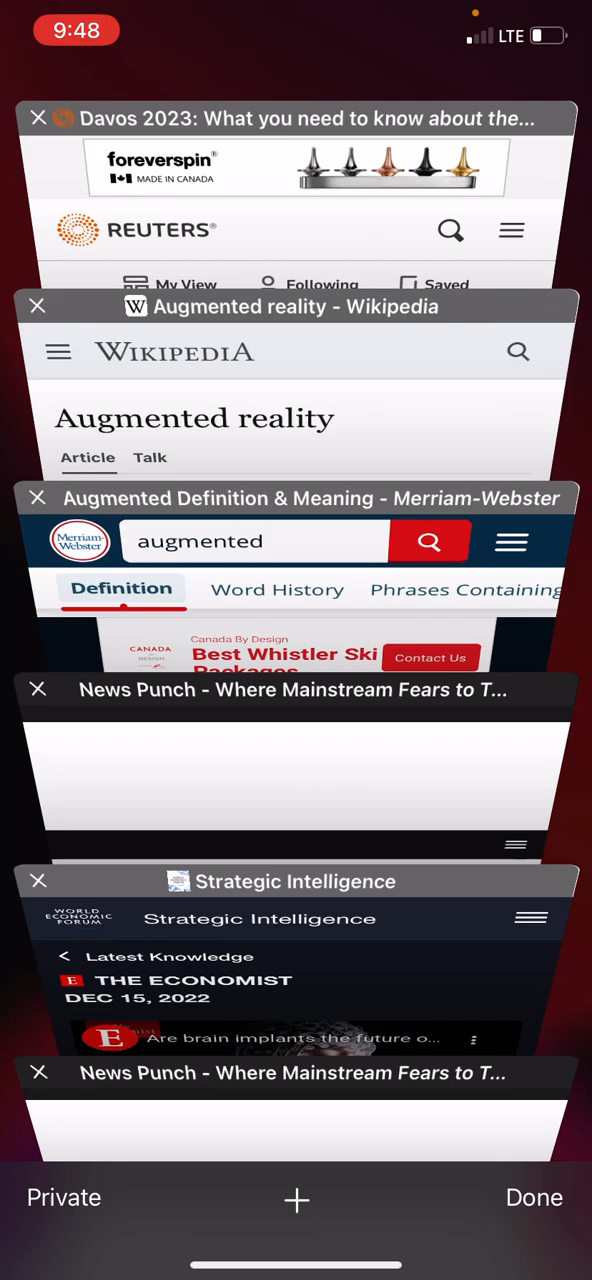 9:48
LTE
Davos 2023: What you need to know about the...
foreverspin®
MADE IN CANADA
REUTERS®
My View Following Saved
Augmented reality - Wikipedia
WIKIPEDIA
Augmented reality
Article Talk
Augmented Definition & Meaning - Merriam-Webster
Merriam-
Webster
augmented
Definition Word History Phrases Containing
CANADA
Canada By Design
Best Whistler Ski
Packages
Contact Us
News Punch - Where Mainstream Fears to T...
Strategic Intelligence
WORLD
ECONOMIC
FORUM
Strategic Intelligence
< Latest Knowledge
E THE ECONOMIST
DEC 15, 2022
E Are brain implants the future o...
News Punch - Where Mainstream Fears to T...
Private
Done